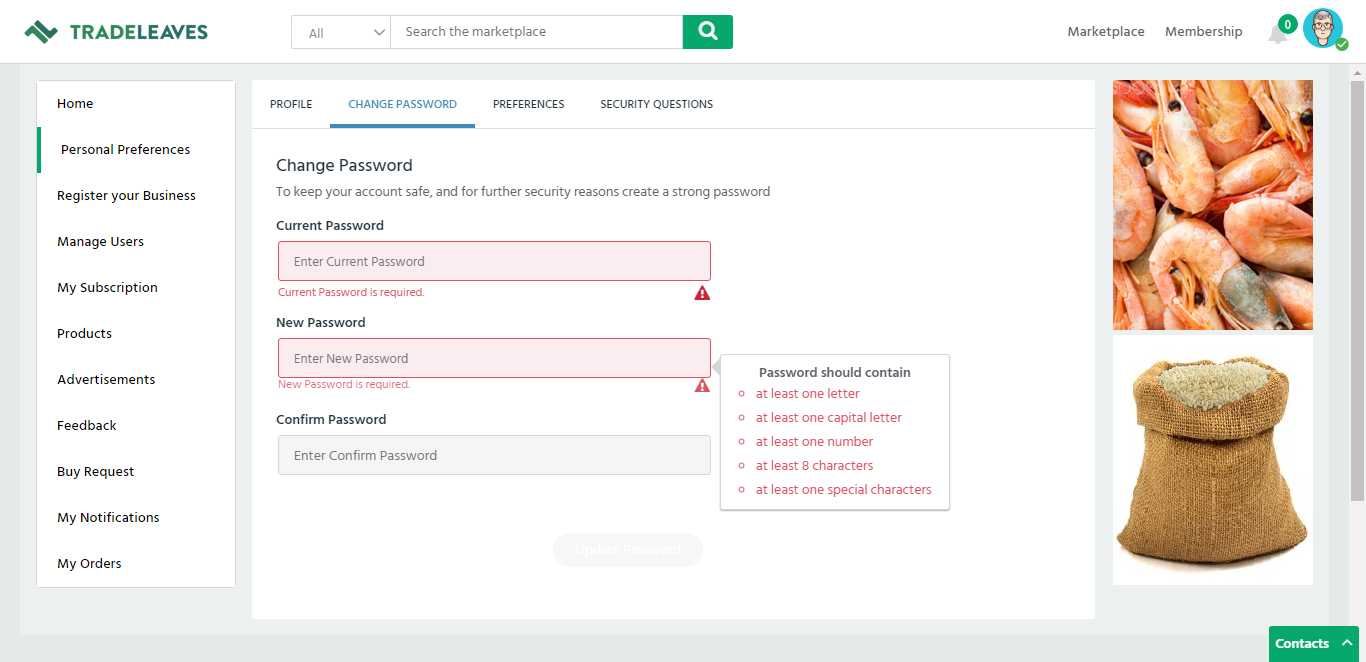 TRADELEAVES
All
Search the marketplace
Marketplace
Membership
0
Home
Personal Preferences
Register your Business
Manage Users
My Subscription
Products
Advertisements
Feedback
Buy Request
My Notifications
My Orders
PROFILE
CHANGE PASSWORD
PREFERENCES
SECURITY QUESTIONS
Change Password
To keep your account safe, and for further security reasons create a strong password
Current Password
Enter Current Password
Current Password is required.
New Password
Enter New Password
New Password is required.
Password should contain
at least one letter
at least one capital letter
at least one number
at least 8 characters
at least one special characters
Confirm Password
Enter Confirm Password
Update Password
Contacts